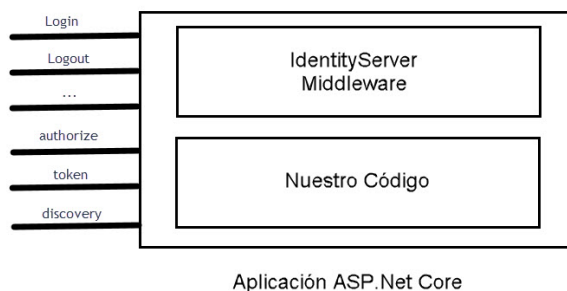 Login
Logout
...
authorize
token
discovery
IdentityServer
Middleware
Nuestro Código
Aplicación ASP.Net Core